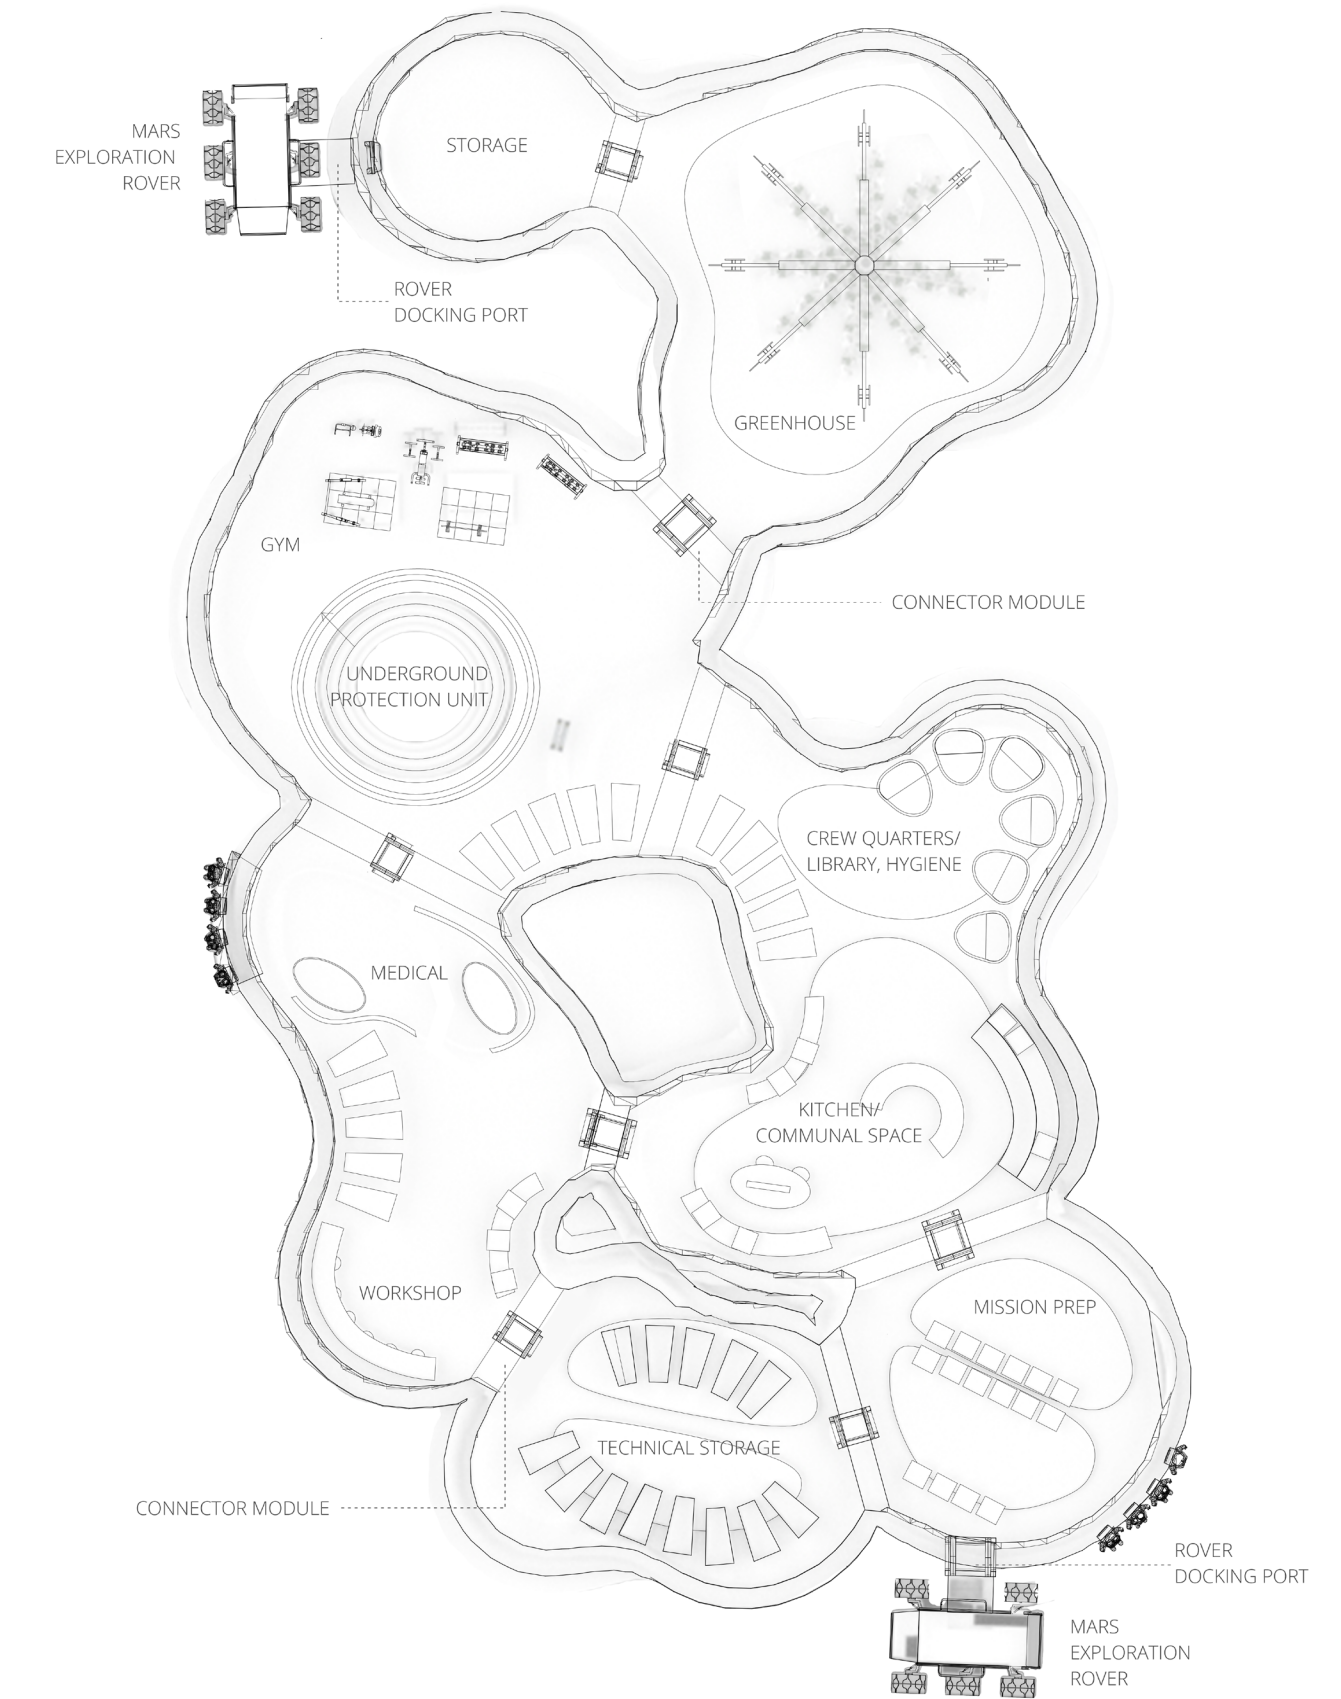 STORAGE
MARS
EXPLORATION
ROVER
ROVER
DOCKING PORT
GREENHOUSE
GYM
CONNECTOR MODULE
UNDERGROUND
PROTECTION UNIT
CREW QUARTERS/
LIBRARY, HYGIENE
MEDICAL
KITCHEN/
COMMUNAL SPACE
WORKSHOP
MISSION PREP
TECHNICAL STORAGE
CONNECTOR MODULE
ROVER
DOCKING PORT
MARS
EXPLORATION
ROVER